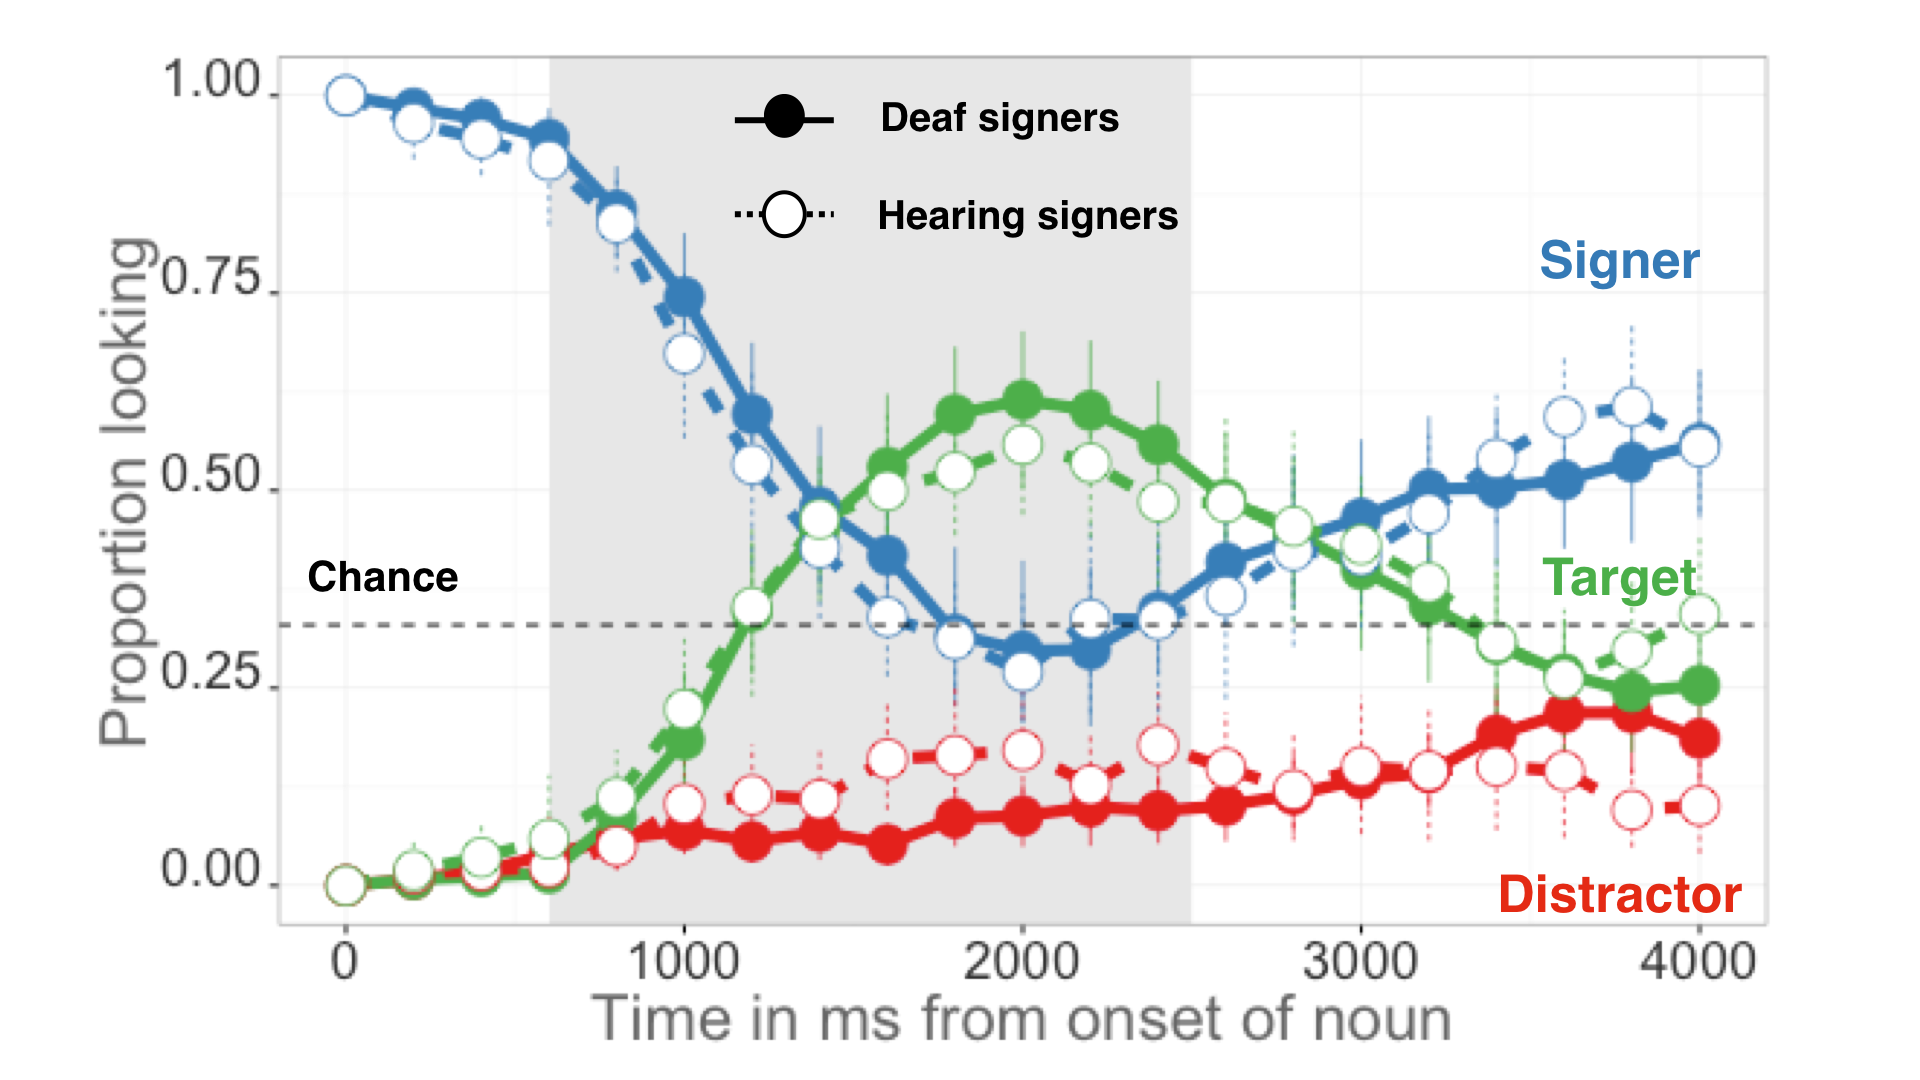 1.00
0.75
0.50
0.25
0.00
Proportion looking
Deaf signers
Hearing signers
Signer
Chance
Target
Distractor
0 1000 2000 3000 4000
Time in ms from onset of noun